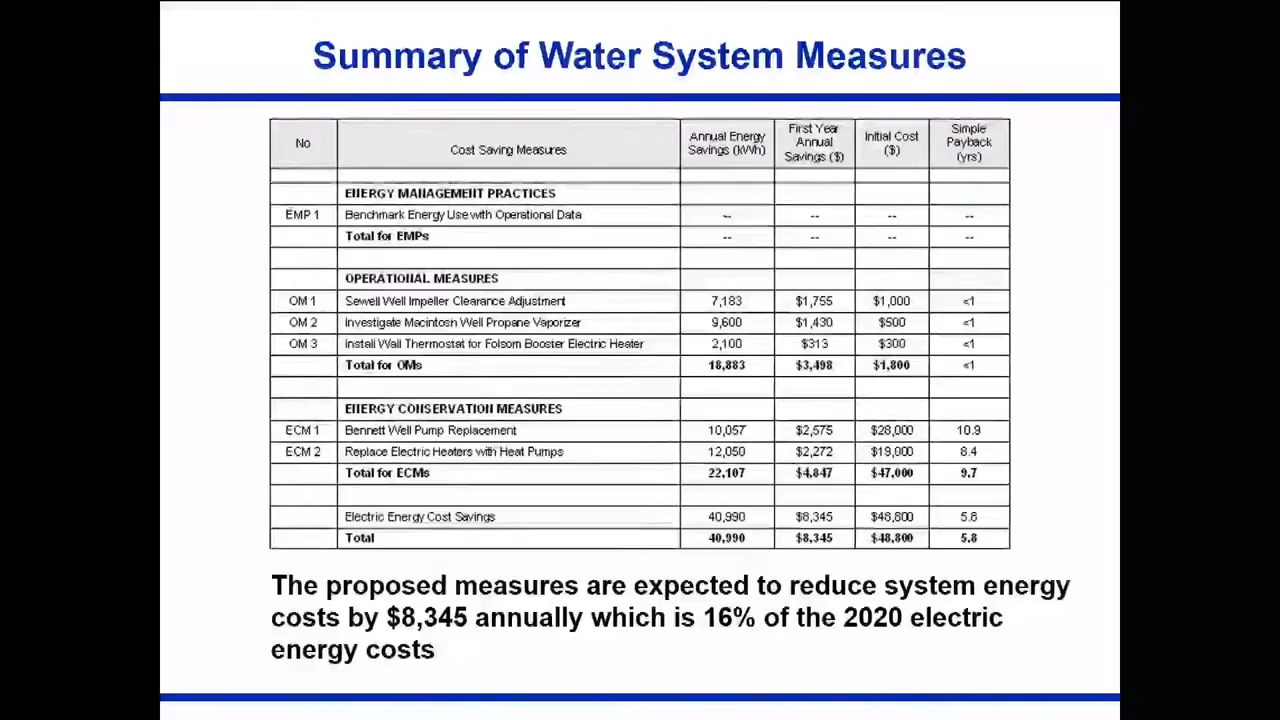 Summary of Water System Measures
No Cost Saving Measures Annual Energy Savings (kWh) First Year Annual Savings ($) Initial Cost ($) Simple Payback (yrs)
ENERGY MANAGEMENT PRACTICES
EMP 1 Benchmark Energy Use with Operational Data -- -- -- --
Total for EMPs -- -- -- --
OPERATIONAL MEASURES
OM 1 Sewell Well Impeller Clearance Adjustment 7,183 $1,755 $1,000 <1
OM 2 Investigate Macintosh Well Propane Vaporizer 9,600 $1,430 $500 <1
OM 3 Install Wall Thermostat for Folsom Booster Electric Heater 2,100 $313 $300 <1
Total for OMs 18,883 $3,498 $1,800 <1
ENERGY CONSERVATION MEASURES
ECM 1 Bennett Well Pump Replacement 10,057 $2,575 $28,000 10.9
ECM 2 Replace Electric Heaters with Heat Pumps 12,050 $2,272 $19,000 8.4
Total for ECMs 22,107 $4,847 $47,000 9.7
Electric Energy Cost Savings 40,990 $8,345 $48,800 5.8
Total 40,990 $8,345 $48,800 5.8
The proposed measures are expected to reduce system energy
costs by $8,345 annually which is 16% of the 2020 electric
energy costs